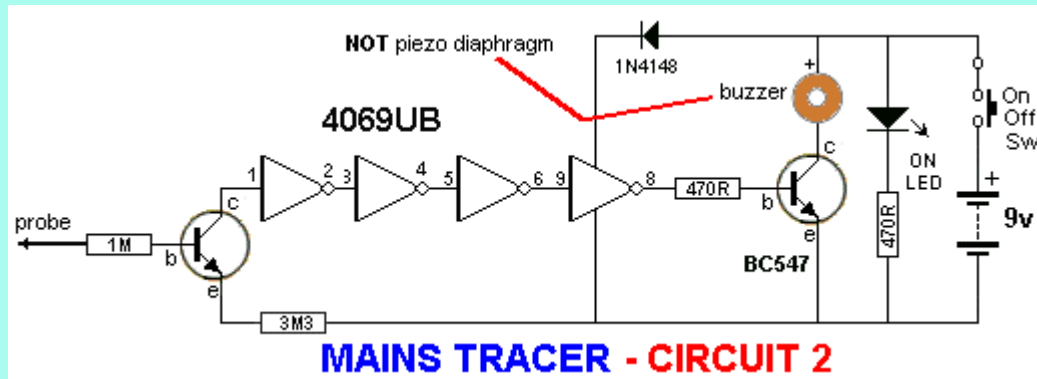 NOT piezo diaphragm
1N4148
+
buzzer
On
Off
Sw
4069UB
c
ON
LED
1
2
3
4
5
6
9
8
470R
b
e
470R
+
9v
probe
1M
c
b
e
BC547
3M3
MAINS TRACER - CIRCUIT 2